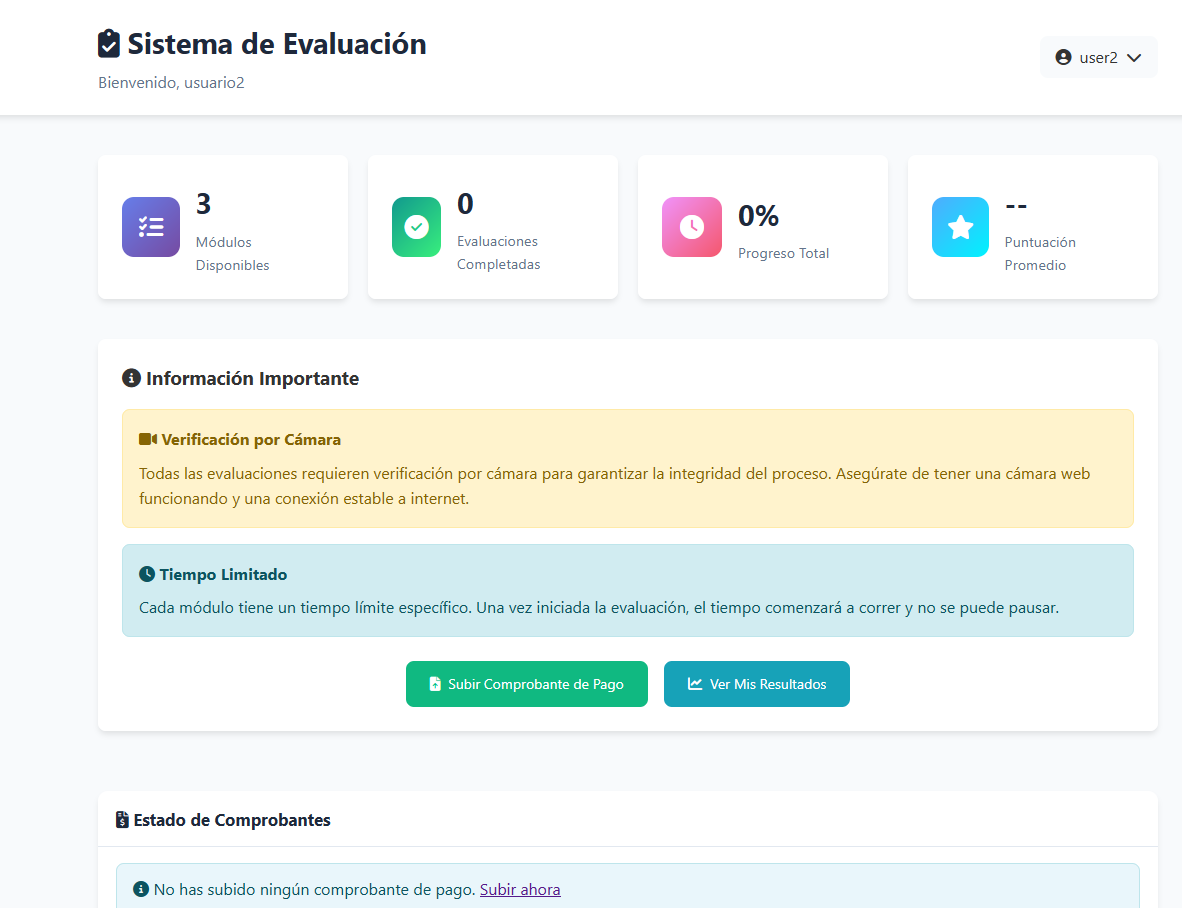 Sistema de Evaluación
Bienvenido, usuario2
user2
3
Módulos
Disponibles
0
Evaluaciones
Completadas
0%
Progreso Total
--
Puntuación
Promedio
Información Importante
Verificación por Cámara
Todas las evaluaciones requieren verificación por cámara para garantizar la integridad del proceso. Asegúrate de tener una cámara web
funcionando y una conexión estable a internet.
Tiempo Limitado
Cada módulo tiene un tiempo límite específico. Una vez iniciada la evaluación, el tiempo comenzará a correr y no se puede pausar.
Subir Comprobante de Pago
Ver Mis Resultados
Estado de Comprobantes
No has subido ningún comprobante de pago. Subir ahora